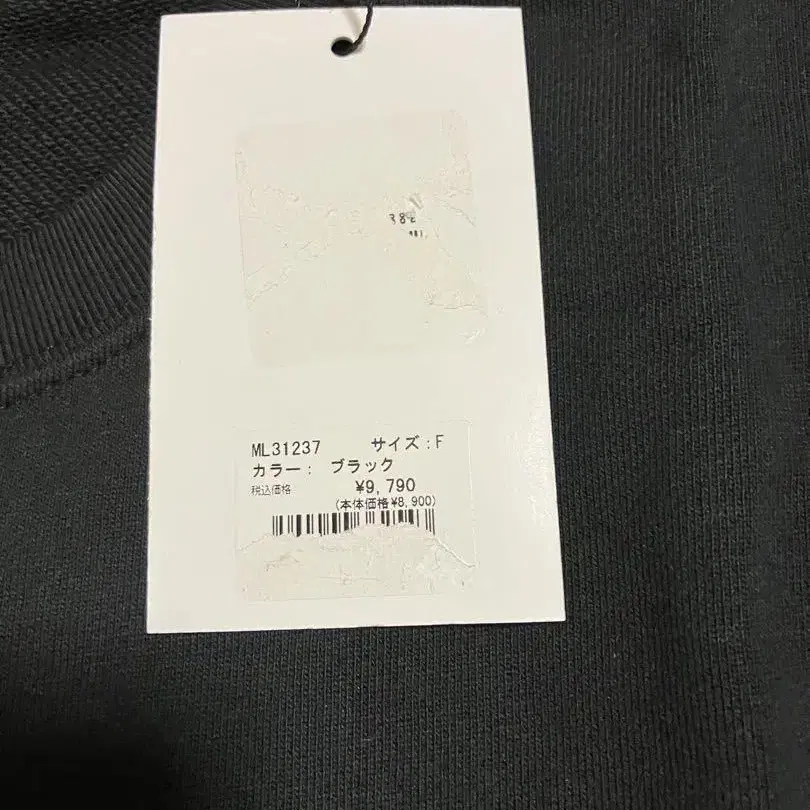 ML31237 サイズ:F
カラー: ブラック
税込価格 ¥9,790
(本体価格¥8,900)